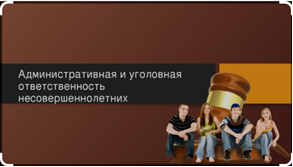 Административная и уголовная
ответственность
несовершеннолетних